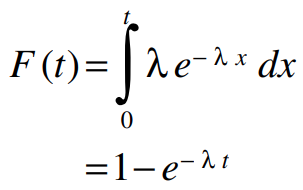 F(t) = ∫₀ᵗ λe^{-λx} dx
= 1 - e^{-λt}